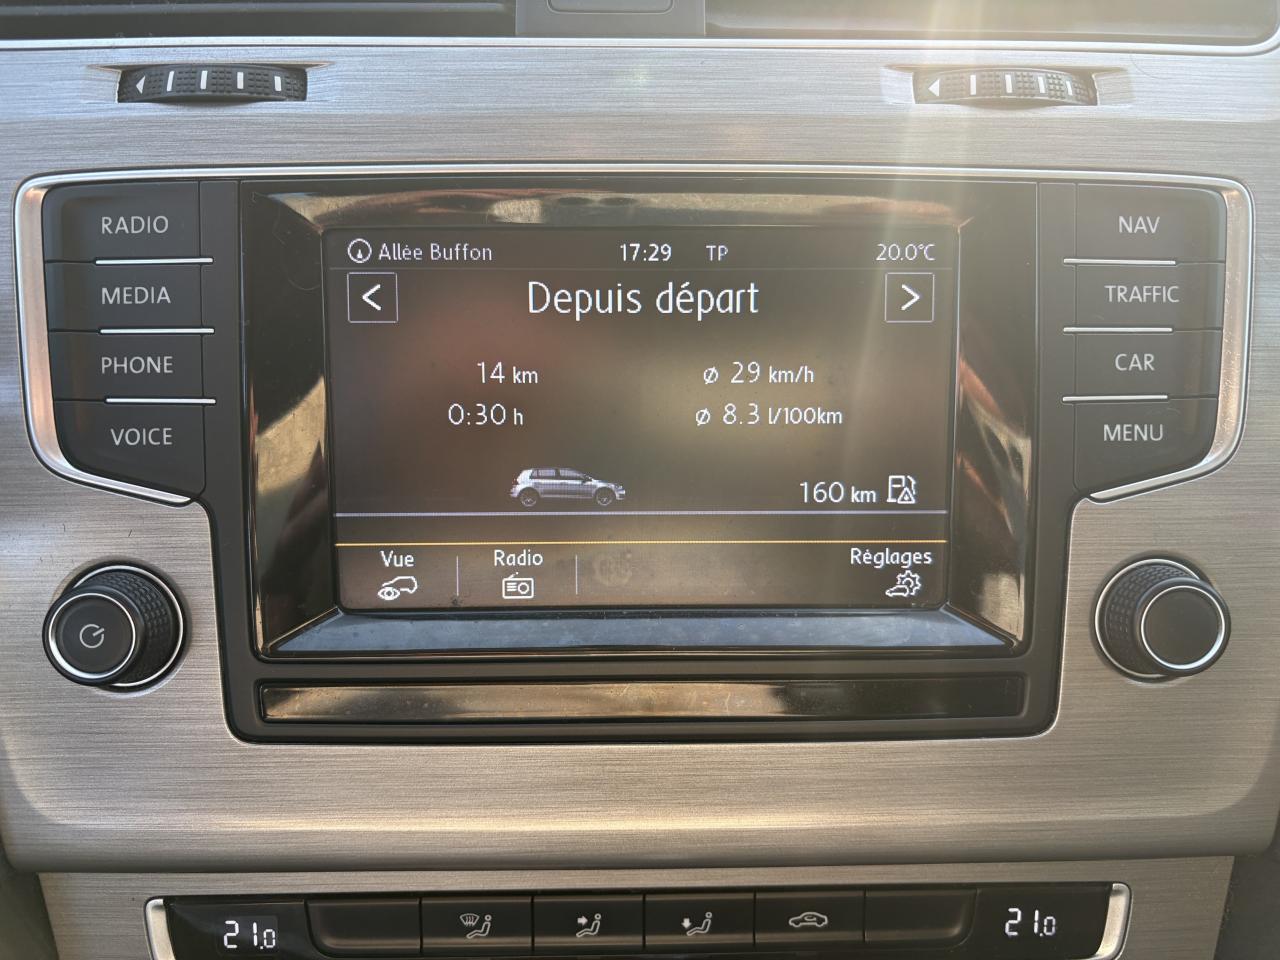 RADIO
MEDIA
PHONE
VOICE
Allée Buffon 17:29 TP 20.0°C
< Depuis départ >
14 km ⌀ 29 km/h
0:30 h ⌀ 8.3 l/100km
160 km
Vue Radio Réglages
NAV
TRAFFIC
CAR
MENU
21.0 21.0